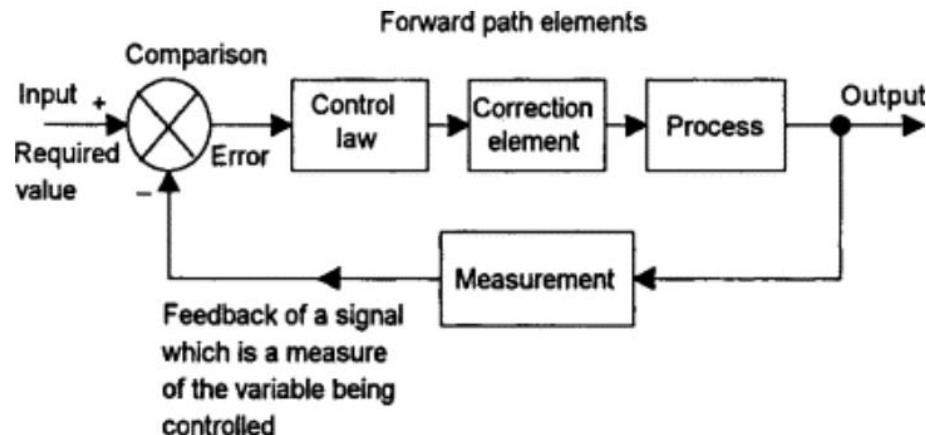 Forward path elements
Comparison
Input
+
Required
value
–
Error
Control
law
Correction
element
Process
Output
Measurement
Feedback of a signal
which is a measure
of the variable being
controlled